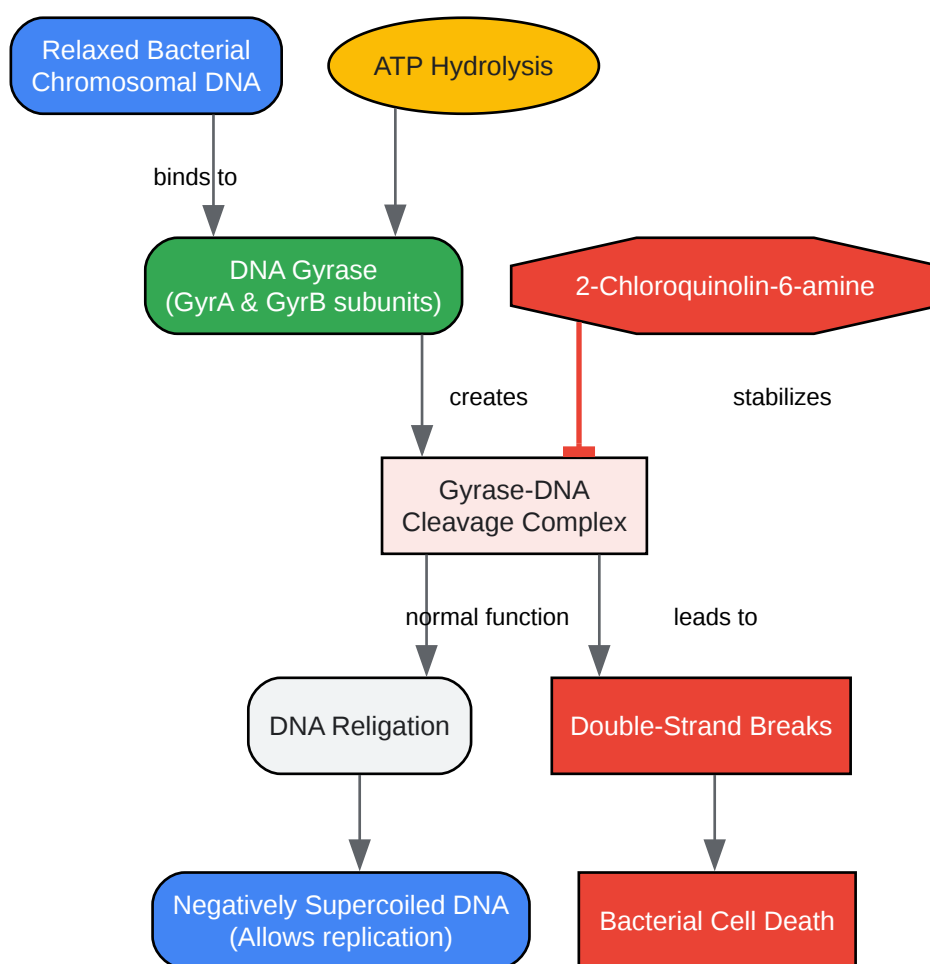 Relaxed Bacterial
Chromosomal DNA
ATP Hydrolysis
binds to
DNA Gyrase
(GyrA & GyrB subunits)
2-Chloroquinolin-6-amine
creates
stabilizes
Gyrase-DNA
Cleavage Complex
normal function
leads to
DNA Religation
Double-Strand Breaks
Negatively Supercoiled DNA
(Allows replication)
Bacterial Cell Death